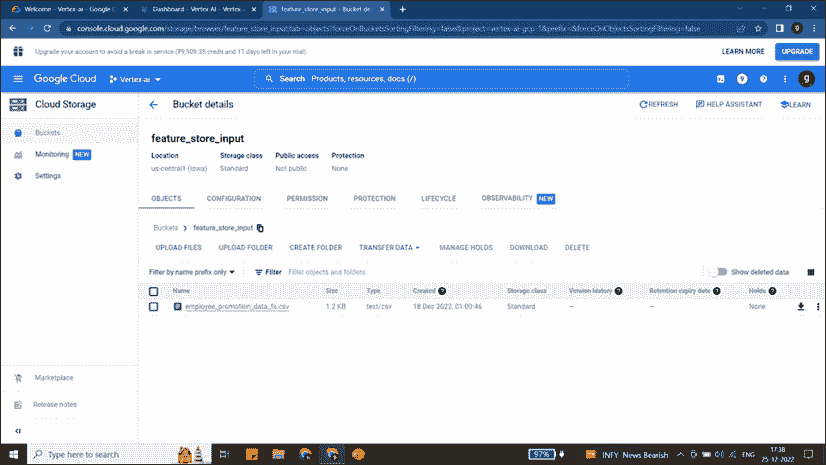 Welcome – Vertex-ai – Google C
Dashboard – Vertex AI – Vertex-
feature_store_input – Bucket det
Upgrade your account to avoid a break in service (₹9,909.35 credit and 11 days left in your trial).
LEARN MORE
UPGRADE
Google Cloud
Vertex-ai
Search Products, resources, docs (/)
9
g
Cloud Storage
Bucket details
REFRESH
HELP ASSISTANT
LEARN
Buckets
Monitoring NEW
Settings
feature_store_input
Location Storage class Public access Protection
us-central1 (Iowa) Standard Not public None
OBJECTS CONFIGURATION PERMISSION PROTECTION LIFECYCLE OBSERVABILITY NEW
Buckets > feature_store_input
UPLOAD FILES UPLOAD FOLDER CREATE FOLDER TRANSFER DATA MANAGE HOLDS DOWNLOAD DELETE
Filter by name prefix only Filter Filter objects and folders Show deleted data
Name Size Type Created Storage class Version history Retention expiry date Holds
employee_promotion_data_fs.csv 1.2 KB text/csv 18 Dec 2022, 01:09:46 Standard – – None
Marketplace
Release notes
Type here to search
97%
INFY News Bearish
ENG
17:38
25-12-2022